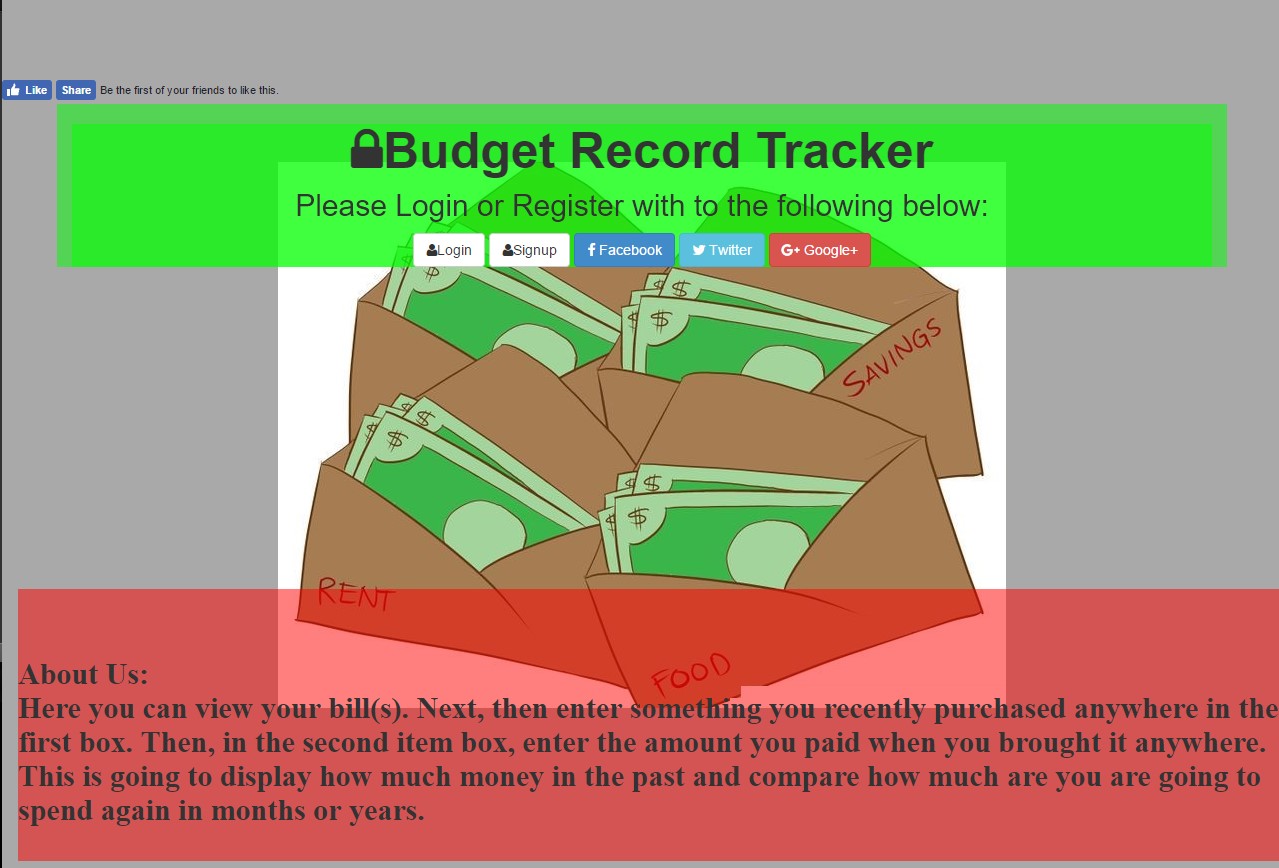 Like Share Be the first of your friends to like this.
Budget Record Tracker
Please Login or Register with to the following below:
Login Signup Facebook Twitter Google+
$ $ $ $
$ $
SAVINGS
$ $ $
$
$ $
$ $
RENT
FOOD
About Us:
Here you can view your bill(s). Next, then enter something you recently purchased anywhere in the
first box. Then, in the second item box, enter the amount you paid when you brought it anywhere.
This is going to display how much money in the past and compare how much are you are going to
spend again in months or years.